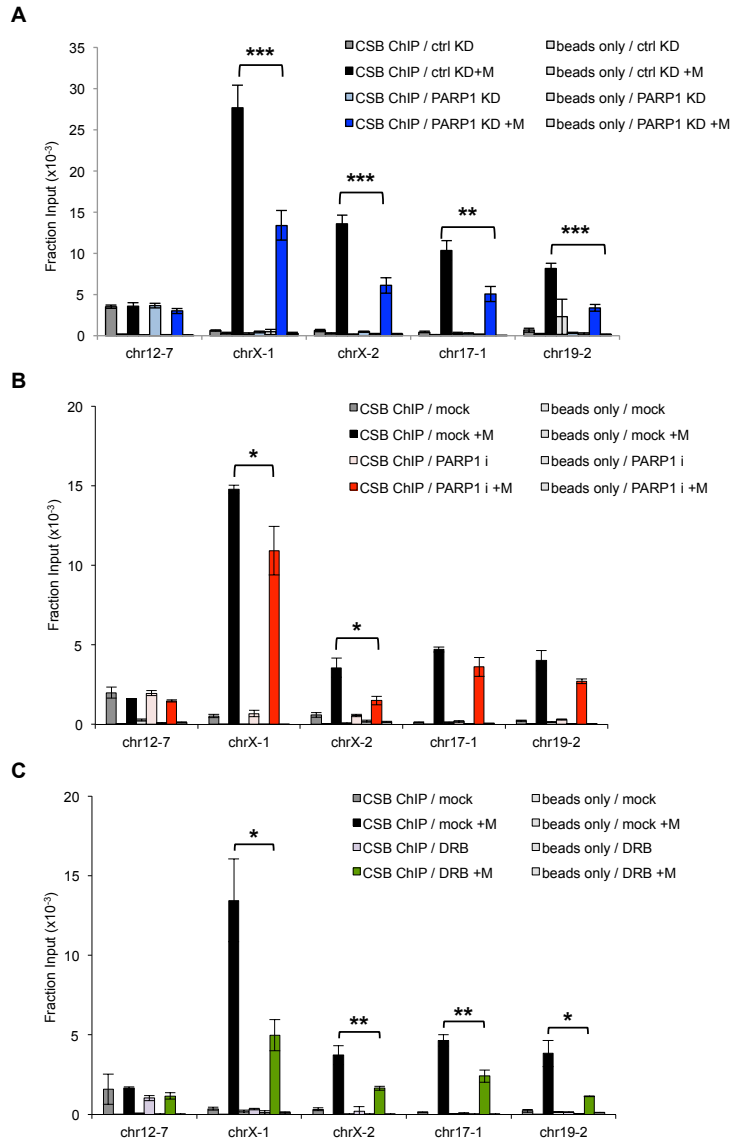 A
CSB ChIP / ctrl KD
beads only / ctrl KD
CSB ChIP / ctrl KD+M
beads only / ctrl KD +M
CSB ChIP / PARP1 KD
beads only / PARP1 KD
CSB ChIP / PARP1 KD +M
beads only / PARP1 KD +M
Fraction Input (x10-3)
35
30
25
20
15
10
5
0
***
***
**
***
chr12-7 chrX-1 chrX-2 chr17-1 chr19-2
B
CSB ChIP / mock
beads only / mock
CSB ChIP / mock +M
beads only / mock +M
CSB ChIP / PARP1 i
beads only / PARP1 i
CSB ChIP / PARP1 i +M
beads only / PARP1 i +M
Fraction Input (x10-3)
20
15
10
5
0
*
*
chr12-7 chrX-1 chrX-2 chr17-1 chr19-2
C
CSB ChIP / mock
beads only / mock
CSB ChIP / mock +M
beads only / mock +M
CSB ChIP / DRB
beads only / DRB
CSB ChIP / DRB +M
beads only / DRB +M
Fraction Input (x10-3)
20
15
10
5
0
*
**
**
*
chr12-7 chrX-1 chrX-2 chr17-1 chr19-2